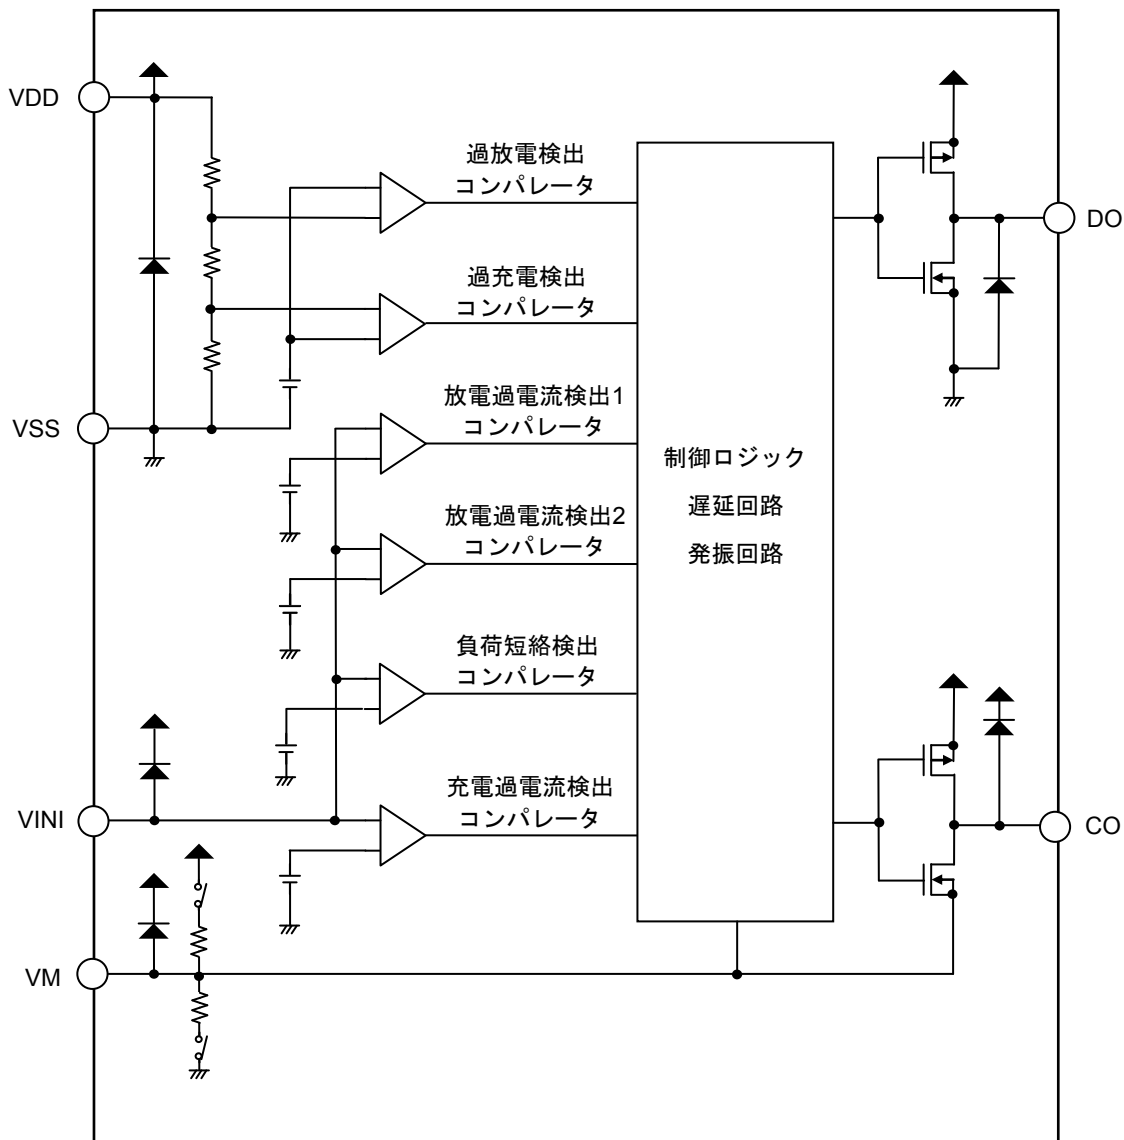 VDD
過放電検出
コンパレータ
DO
過充電検出
コンパレータ
VSS
放電過電流検出1
コンパレータ
制御ロジック
遅延回路
発振回路
放電過電流検出2
コンパレータ
負荷短絡検出
コンパレータ
VINI
充電過電流検出
コンパレータ
CO
VM